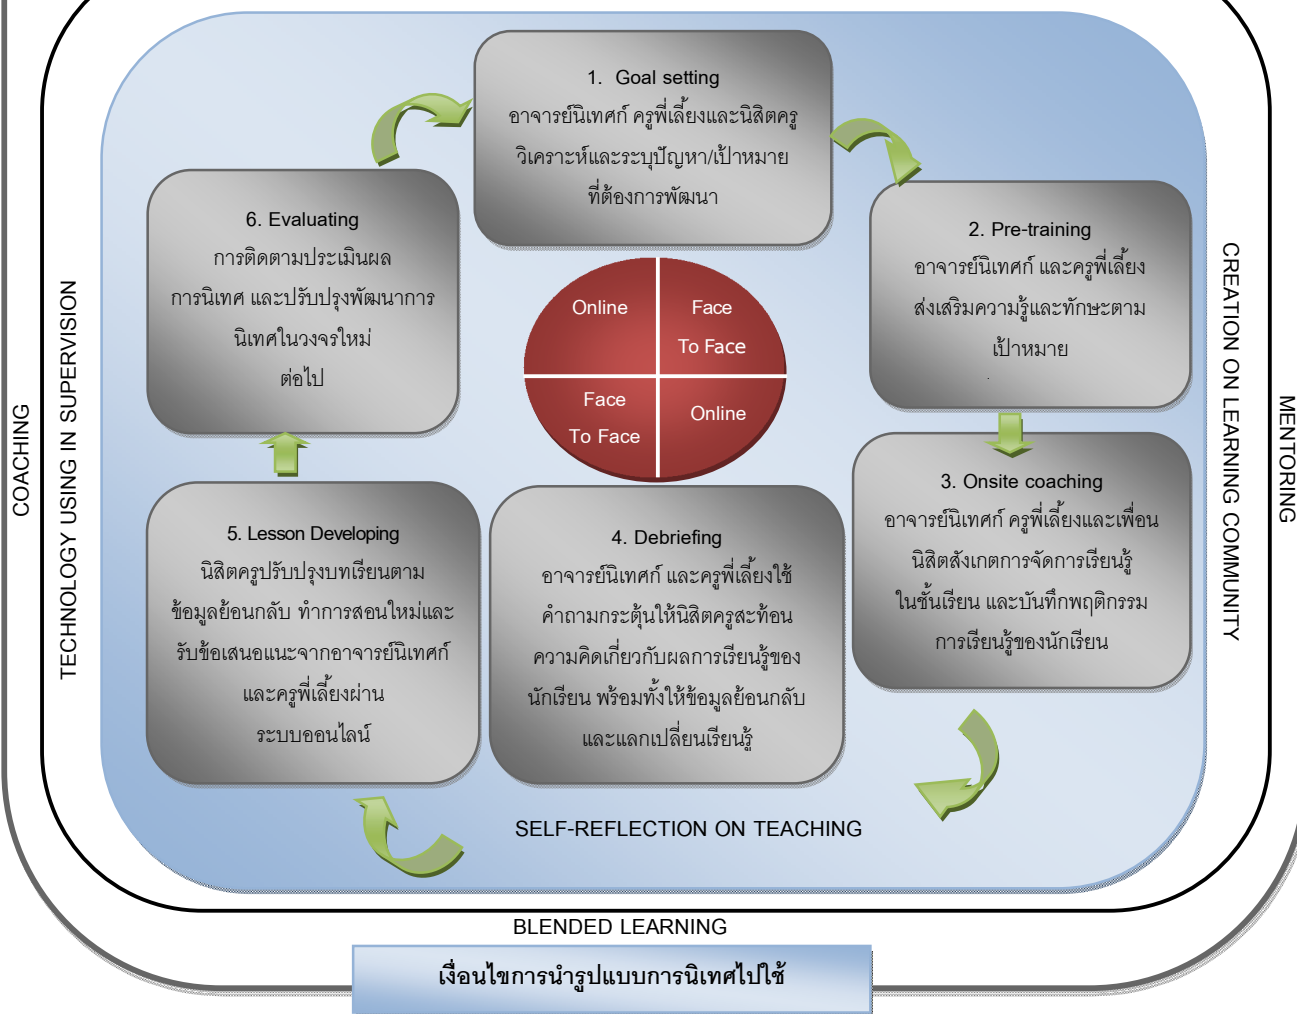 1. Goal setting
อาจารย์นิเทศก์ ครูพี่เลี้ยงและนิสิตครู
วิเคราะห์และระบุปัญหา/เป้าหมาย
ที่ต้องการพัฒนา
2. Pre-training
อาจารย์นิเทศก์ และครูพี่เลี้ยง
ส่งเสริมความรู้และทักษะตาม
เป้าหมาย
3. Onsite coaching
อาจารย์นิเทศก์ ครูพี่เลี้ยงและเพื่อน
นิสิตสังเกตการจัดการเรียนรู้
ในชั้นเรียน และบันทึกพฤติกรรม
การเรียนรู้ของนักเรียน
4. Debriefing
อาจารย์นิเทศก์ และครูพี่เลี้ยงใช้
คำถามกระตุ้นให้นิสิตครูสะท้อน
ความคิดเกี่ยวกับผลการเรียนรู้ของ
นักเรียน พร้อมทั้งให้ข้อมูลย้อนกลับ
และแลกเปลี่ยนเรียนรู้
5. Lesson Developing
นิสิตครูปรับปรุงบทเรียนตาม
ข้อมูลย้อนกลับ ทำการสอนใหม่และ
รับข้อเสนอแนะจากอาจารย์นิเทศก์
และครูพี่เลี้ยงผ่าน
ระบบออนไลน์
6. Evaluating
การติดตามประเมินผล
การนิเทศ และปรับปรุงพัฒนาการ
นิเทศในวงจรใหม่
ต่อไป
Online
Face
To Face
Face
To Face
Online
COACHING
TECHNOLOGY USING IN SUPERVISION
CREATION ON LEARNING COMMUNITY
MENTORING
SELF-REFLECTION ON TEACHING
BLENDED LEARNING
เงื่อนไขการนำรูปแบบการนิเทศไปใช้